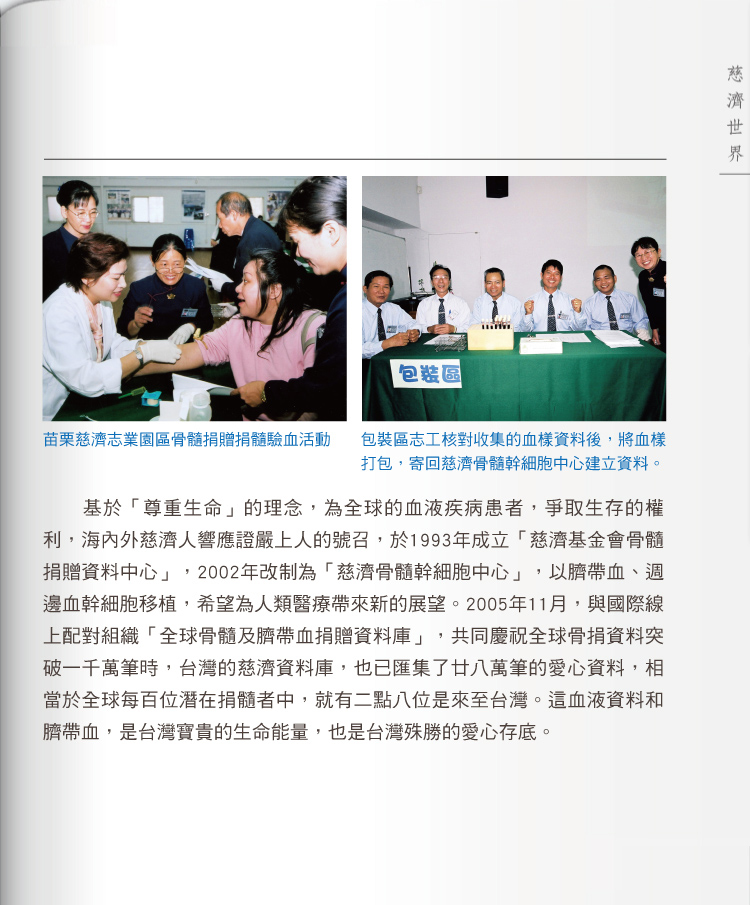 慈濟世界
包裝區
苗栗慈濟志業園區骨髓捐贈捐髓驗血活動
包裝區志工核對收集的血樣資料後，將血樣
打包，寄回慈濟骨髓幹細胞中心建立資料。
基於「尊重生命」的理念，為全球的血液疾病患者，爭取生存的權
利，海內外慈濟人響應證嚴上人的號召，於1993年成立「慈濟基金會骨髓
捐贈資料中心」，2002年改制為「慈濟骨髓幹細胞中心」，以臍帶血、週
邊血幹細胞移植，希望為人類醫療帶來新的展望。2005年11月，與國際線
上配對組織「全球骨髓及臍帶血捐贈資料庫」，共同慶祝全球骨捐資料突
破一千萬筆時，台灣的慈濟資料庫，也已匯集了廿八萬筆的愛心資料，相
當於全球每百位潛在捐髓者中，就有二點八位是來至台灣。這血液資料和
臍帶血，是台灣寶貴的生命能量，也是台灣殊勝的愛心存底。